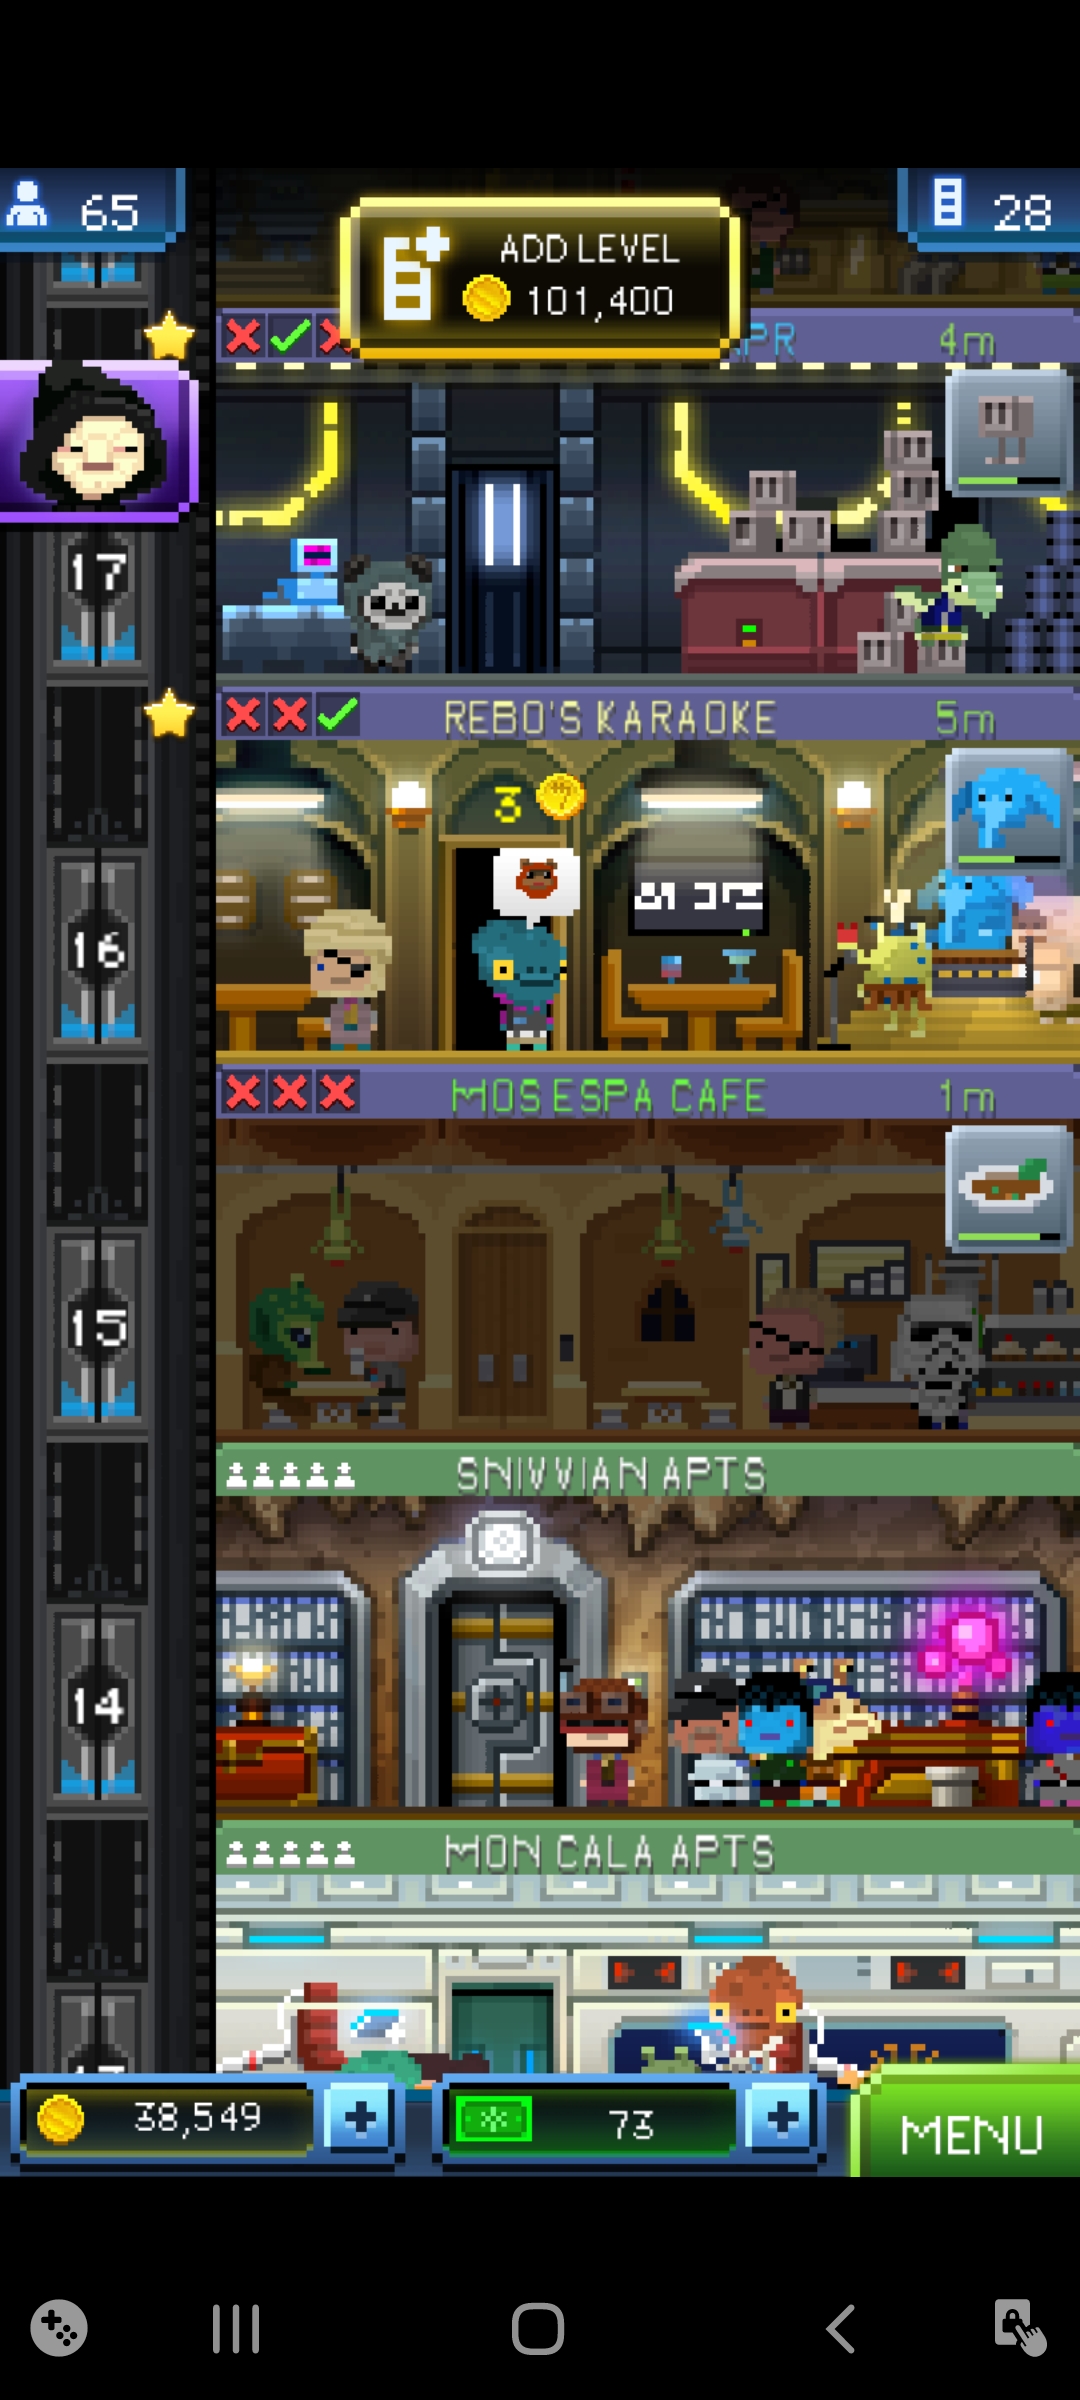 65
28
ADD LEVEL
101,400
4m
17
REBO'S KARAOKE
5m
3
16
MOS ESPA CAFE
1m
15
SNIVVIAN APTS
14
MON CALA APTS
38,549
73
MENU